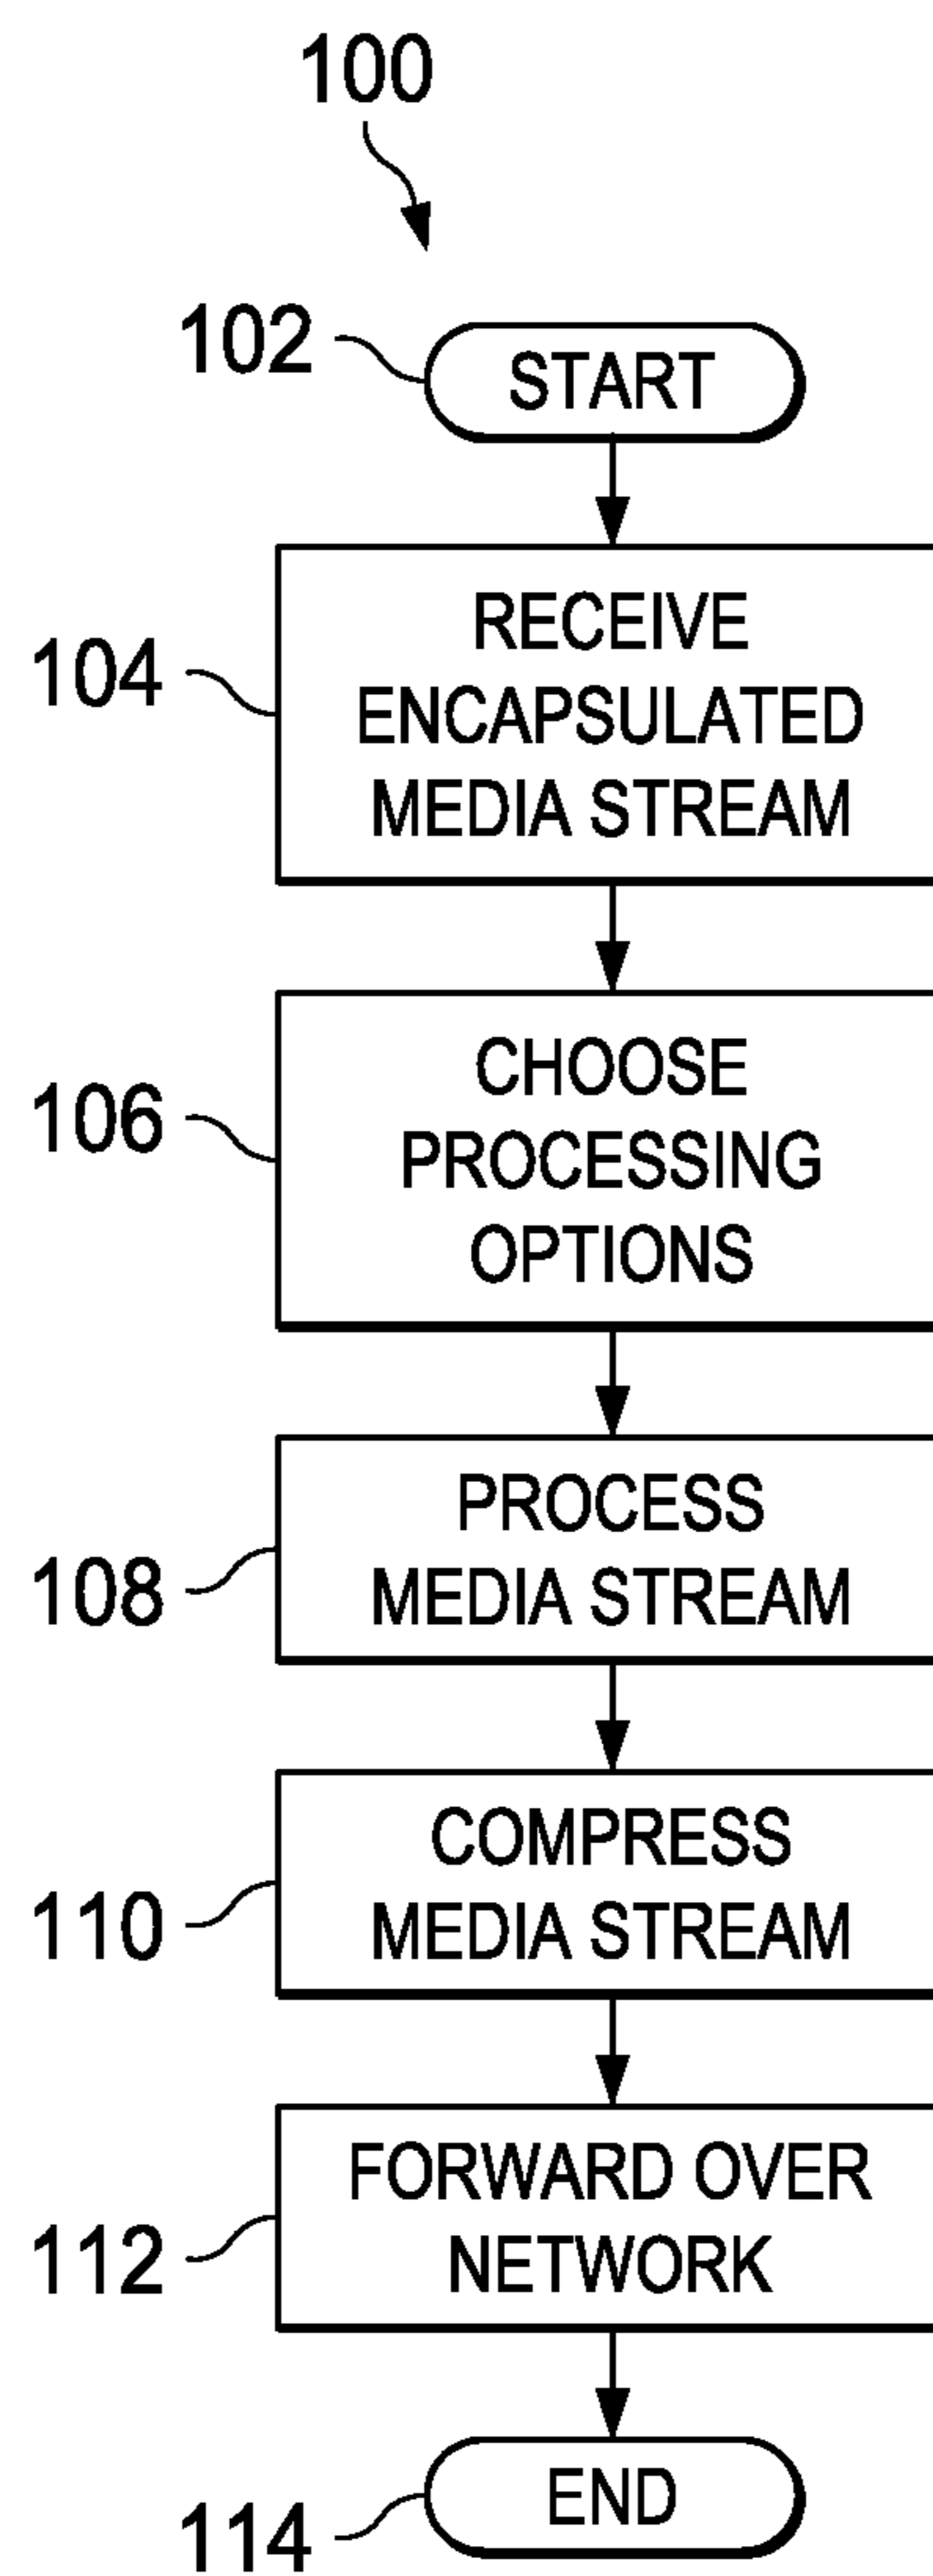 100
102
START
104
RECEIVE
ENCAPSULATED
MEDIA STREAM
106
CHOOSE
PROCESSING
OPTIONS
108
PROCESS
MEDIA STREAM
110
COMPRESS
MEDIA STREAM
112
FORWARD OVER
NETWORK
114
END